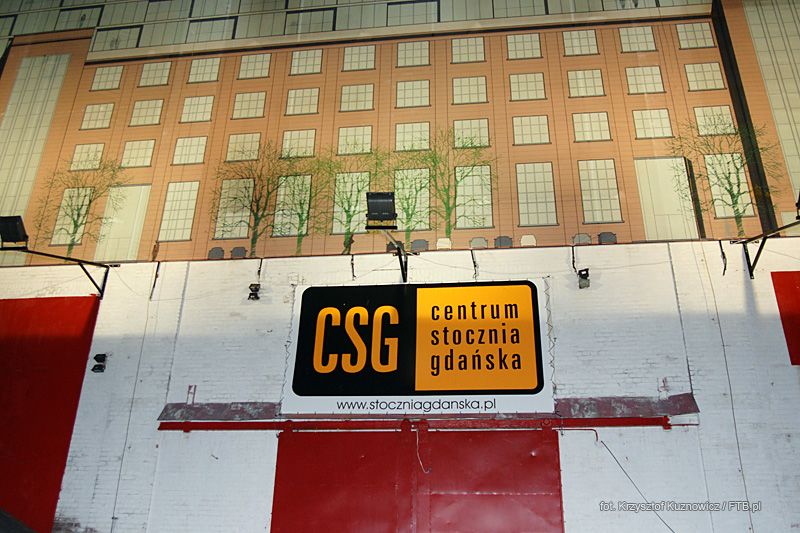 CSG
centrum
stocznia
gdańska
www.stoczniagdanska.pl
fot. Krzysztof Kuznowicz / FTB.pl